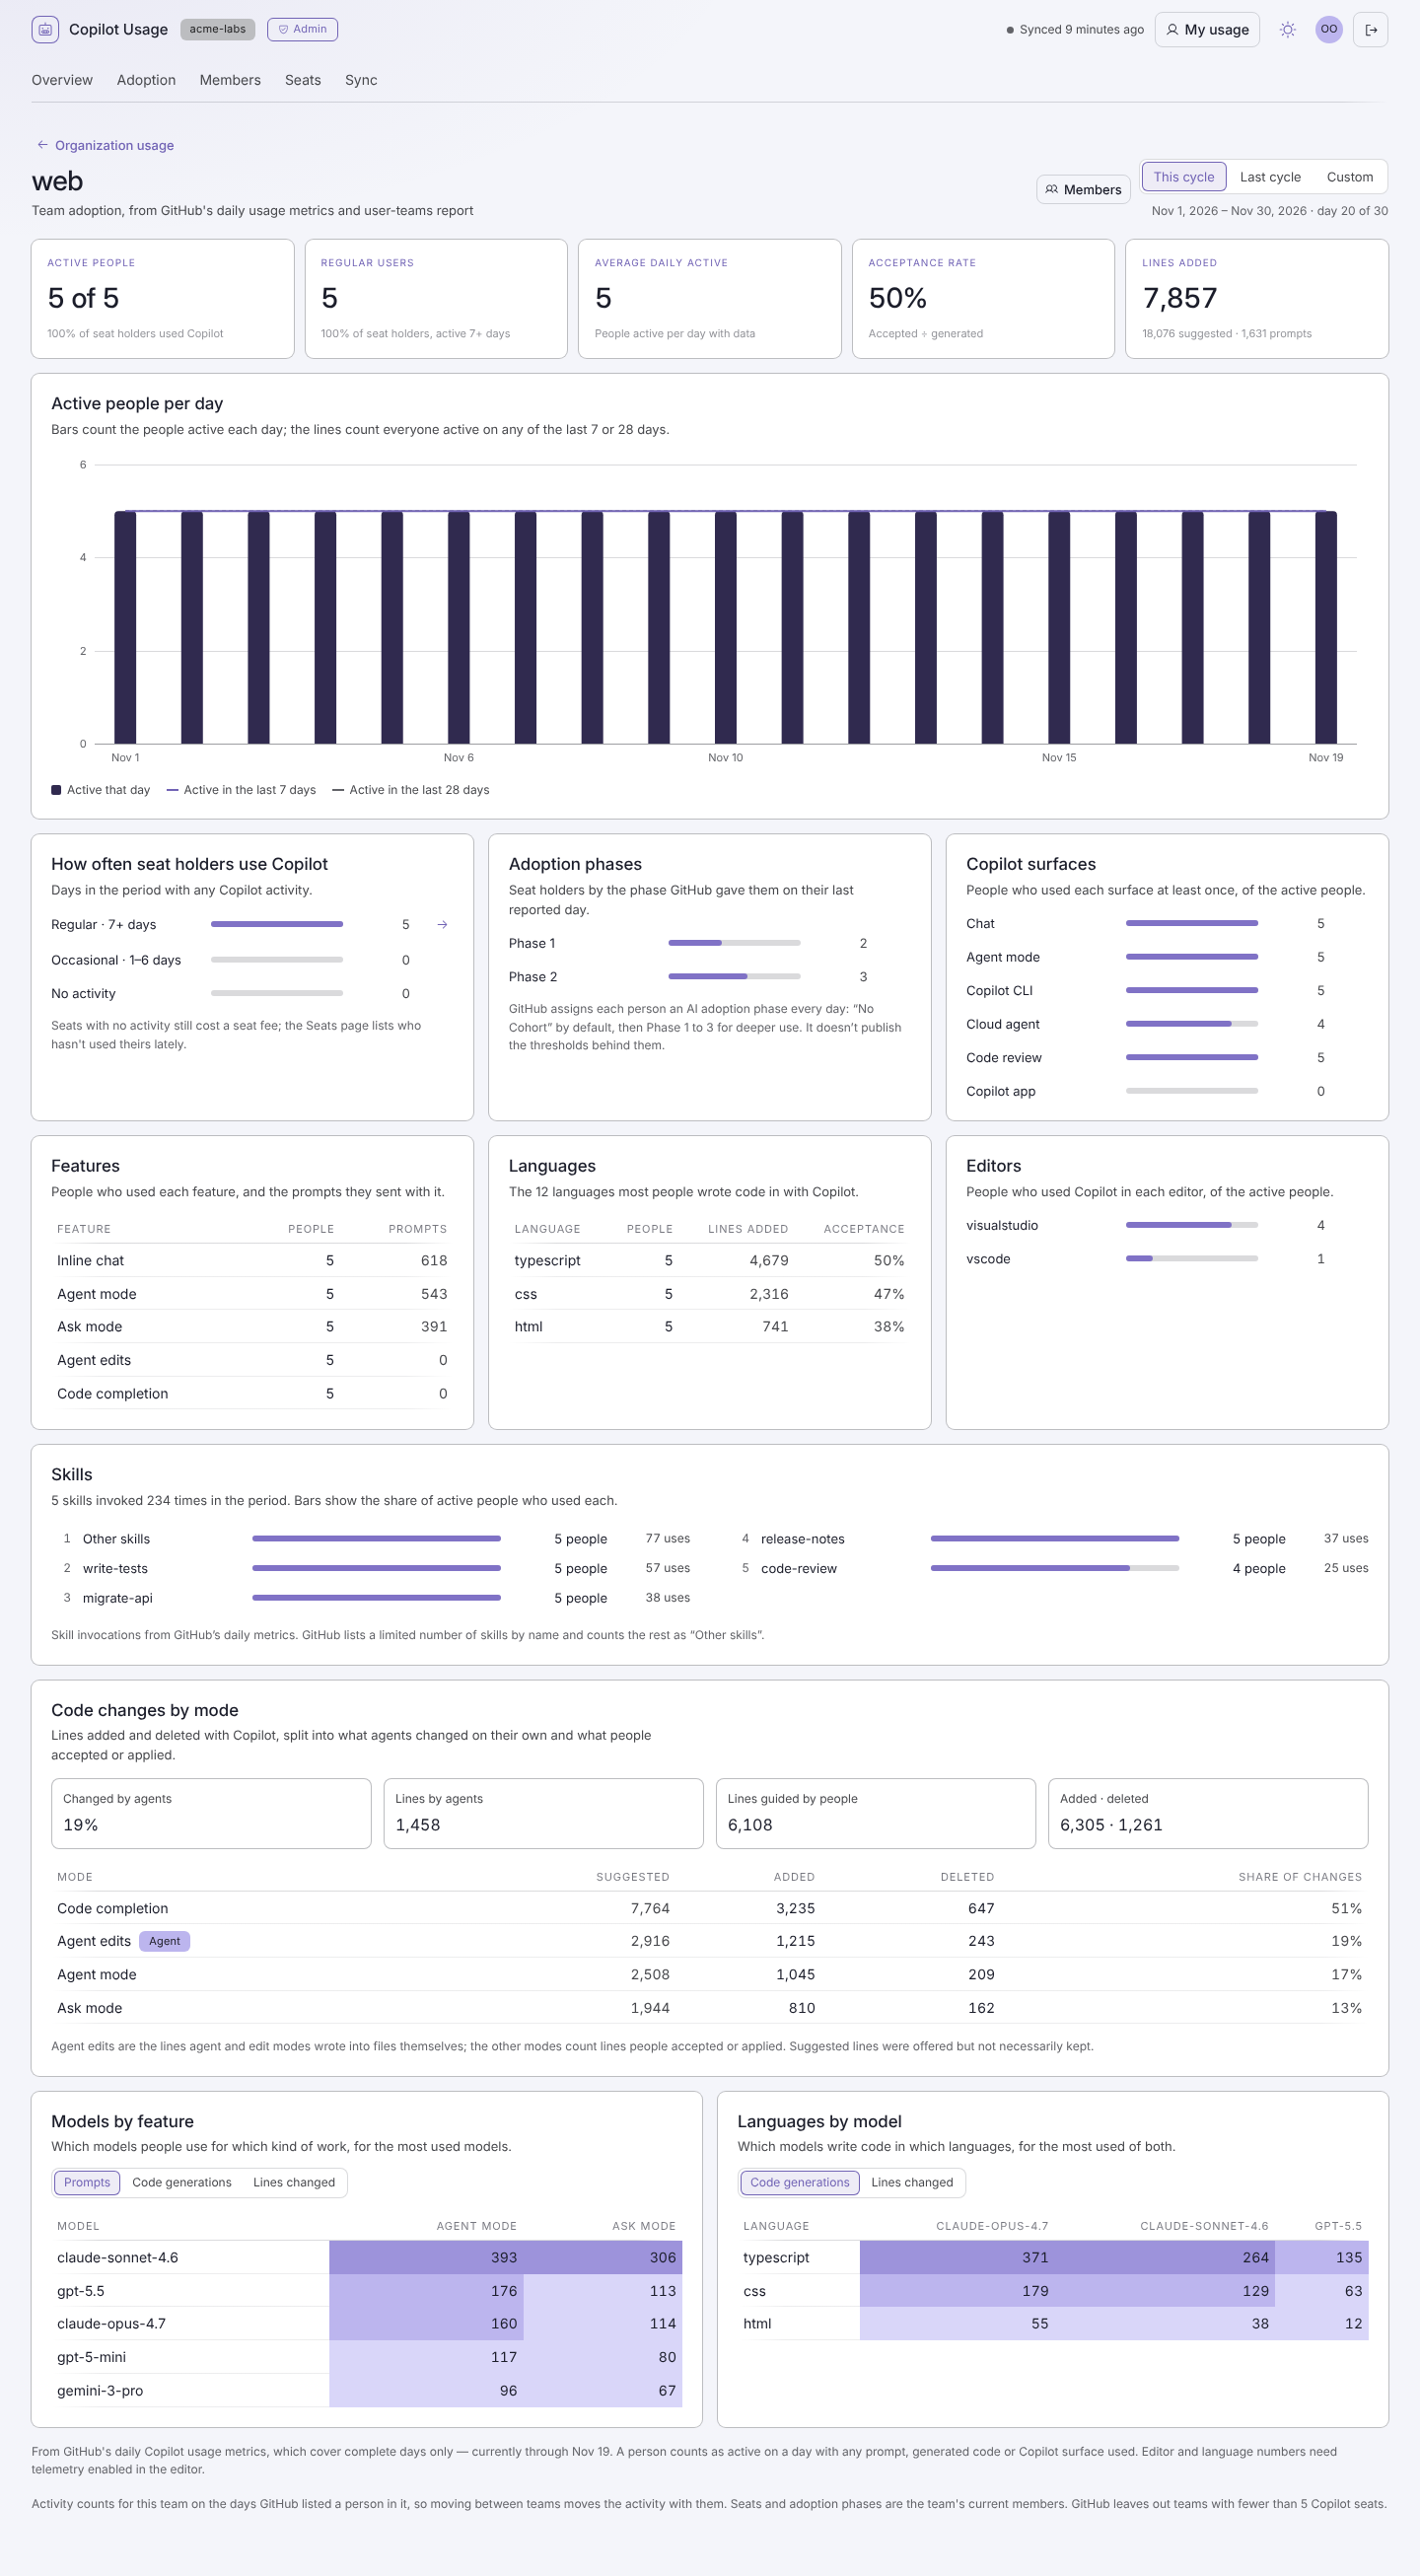 Copilot Usage
acme-labs
Admin
Synced 9 minutes ago
My usage
OO
Overview
Adoption
Members
Seats
Sync
← Organization usage
web
Team adoption, from GitHub's daily usage metrics and user-teams report
Members
This cycle
Last cycle
Custom
Nov 1, 2026 – Nov 30, 2026 · day 20 of 30
ACTIVE PEOPLE
5 of 5
100% of seat holders used Copilot
REGULAR USERS
5
100% of seat holders, active 7+ days
AVERAGE DAILY ACTIVE
5
People active per day with data
ACCEPTANCE RATE
50%
Accepted ÷ generated
LINES ADDED
7,857
18,076 suggested · 1,631 prompts
Active people per day
Bars count the people active each day; the lines count everyone active on any of the last 7 or 28 days.
6
4
2
0
Nov 1
Nov 6
Nov 10
Nov 15
Nov 19
Active that day
Active in the last 7 days
Active in the last 28 days
How often seat holders use Copilot
Days in the period with any Copilot activity.
Regular · 7+ days 5 →
Occasional · 1–6 days 0
No activity 0
Seats with no activity still cost a seat fee; the Seats page lists who
hasn't used theirs lately.
Adoption phases
Seat holders by the phase GitHub gave them on their last
reported day.
Phase 1 2
Phase 2 3
GitHub assigns each person an AI adoption phase every day: “No
Cohort” by default, then Phase 1 to 3 for deeper use. It doesn’t publish
the thresholds behind them.
Copilot surfaces
People who used each surface at least once, of the active people.
Chat 5
Agent mode 5
Copilot CLI 5
Cloud agent 4
Code review 5
Copilot app 0
Features
People who used each feature, and the prompts they sent with it.
FEATURE PEOPLE PROMPTS
Inline chat 5 618
Agent mode 5 543
Ask mode 5 391
Agent edits 5 0
Code completion 5 0
Languages
The 12 languages most people wrote code in with Copilot.
LANGUAGE PEOPLE LINES ADDED ACCEPTANCE
typescript 5 4,679 50%
css 5 2,316 47%
html 5 741 38%
Editors
People who used Copilot in each editor, of the active people.
visualstudio 4
vscode 1
Skills
5 skills invoked 234 times in the period. Bars show the share of active people who used each.
1 Other skills 5 people 77 uses
2 write-tests 5 people 57 uses
3 migrate-api 5 people 38 uses
4 release-notes 5 people 37 uses
5 code-review 4 people 25 uses
Skill invocations from GitHub’s daily metrics. GitHub lists a limited number of skills by name and counts the rest as “Other skills”.
Code changes by mode
Lines added and deleted with Copilot, split into what agents changed on their own and what people
accepted or applied.
Changed by agents
19%
Lines by agents
1,458
Lines guided by people
6,108
Added · deleted
6,305 · 1,261
MODE SUGGESTED ADDED DELETED SHARE OF CHANGES
Code completion 7,764 3,235 647 51%
Agent edits Agent 2,916 1,215 243 19%
Agent mode 2,508 1,045 209 17%
Ask mode 1,944 810 162 13%
Agent edits are the lines agent and edit modes wrote into files themselves; the other modes count lines people accepted or applied. Suggested lines were offered but not necessarily kept.
Models by feature
Which models people use for which kind of work, for the most used models.
Prompts
Code generations
Lines changed
MODEL AGENT MODE ASK MODE
claude-sonnet-4.6 393 306
gpt-5.5 176 113
claude-opus-4.7 160 114
gpt-5-mini 117 80
gemini-3-pro 96 67
Languages by model
Which models write code in which languages, for the most used of both.
Code generations
Lines changed
LANGUAGE CLAUDE-OPUS-4.7 CLAUDE-SONNET-4.6 GPT-5.5
typescript 371 264 135
css 179 129 63
html 55 38 12
From GitHub's daily Copilot usage metrics, which cover complete days only — currently through Nov 19. A person counts as active on a day with any prompt, generated code or Copilot surface used. Editor and language numbers need
telemetry enabled in the editor.
Activity counts for this team on the days GitHub listed a person in it, so moving between teams moves the activity with them. Seats and adoption phases are the team's current members. GitHub leaves out teams with fewer than 5 Copilot seats.